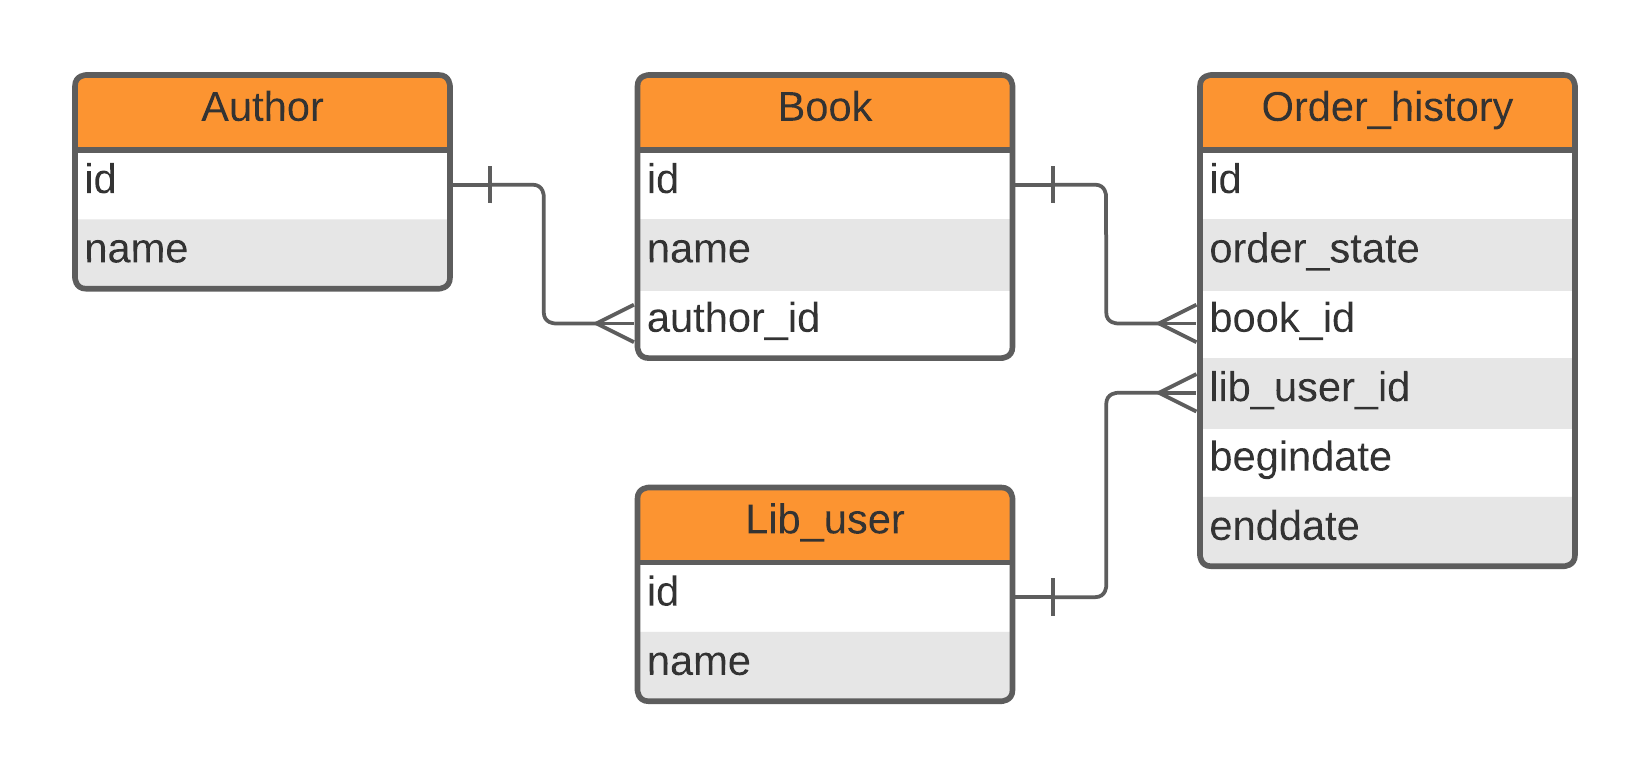 Author
id
name
Book
id
name
author_id
Order_history
id
order_state
book_id
lib_user_id
begindate
enddate
Lib_user
id
name